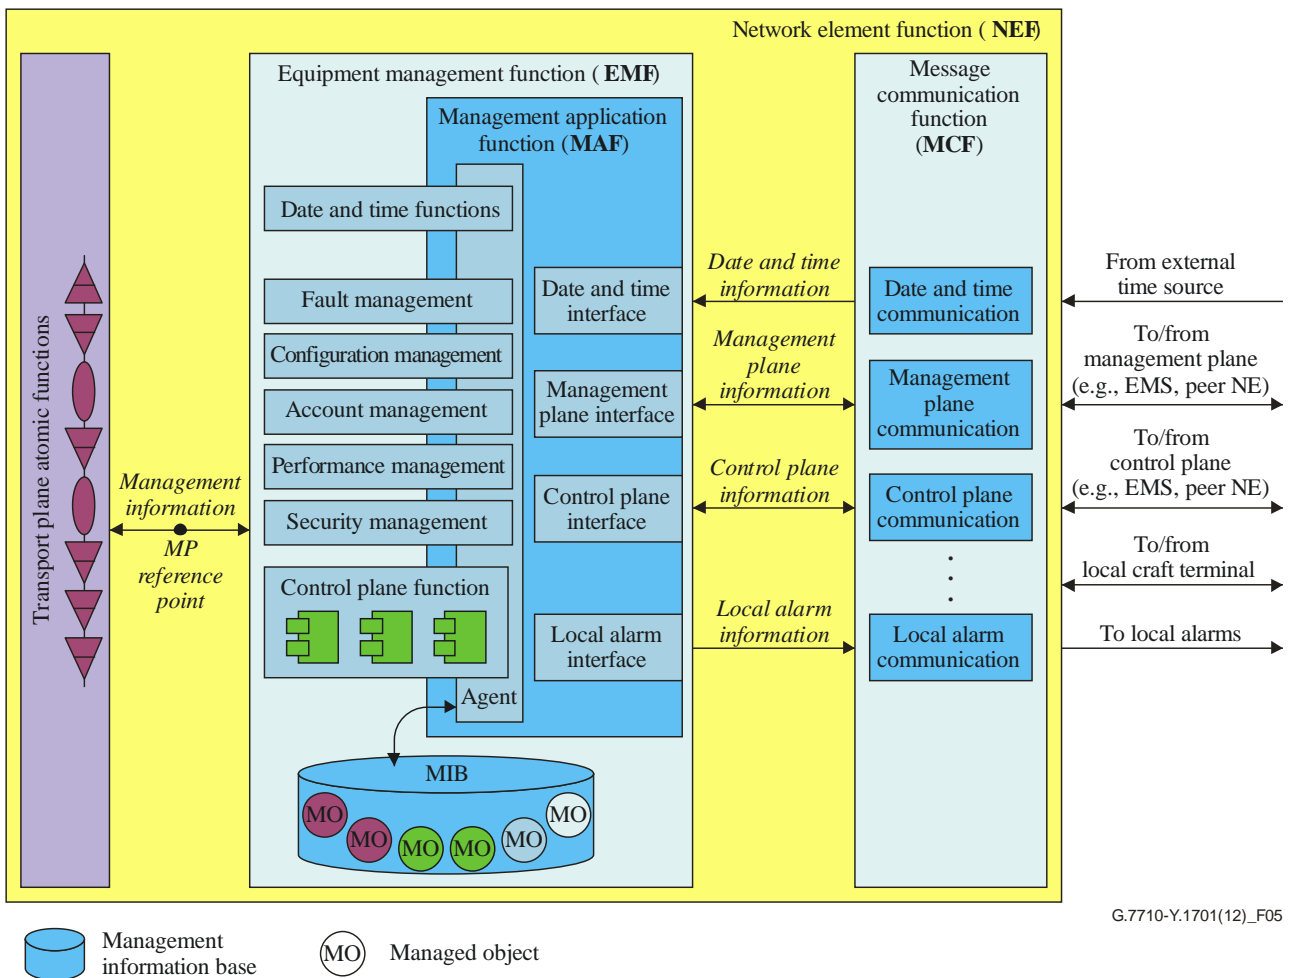 Network element function ( NEF)
Transport plane atomic functions
Management
information
MP
reference
point
Equipment management function ( EMF)
Management application
function (MAF)
Date and time functions
Fault management
Configuration management
Account management
Performance management
Security management
Control plane function
Agent
Date and time
interface
Management
plane interface
Control plane
interface
Local alarm
interface
MIB
MO
MO
MO
MO
MO
MO
Date and time
information
Management
plane
information
Control plane
information
Local alarm
information
Message
communication
function
(MCF)
Date and time
communication
Management
plane
communication
Control plane
communication
Local alarm
communication
From external
time source
To/from
management plane
(e.g., EMS, peer NE)
To/from
control plane
(e.g., EMS, peer NE)
To/from
local craft terminal
To local alarms
G.7710-Y.1701(12)_F05
Management
information base
MO
Managed object